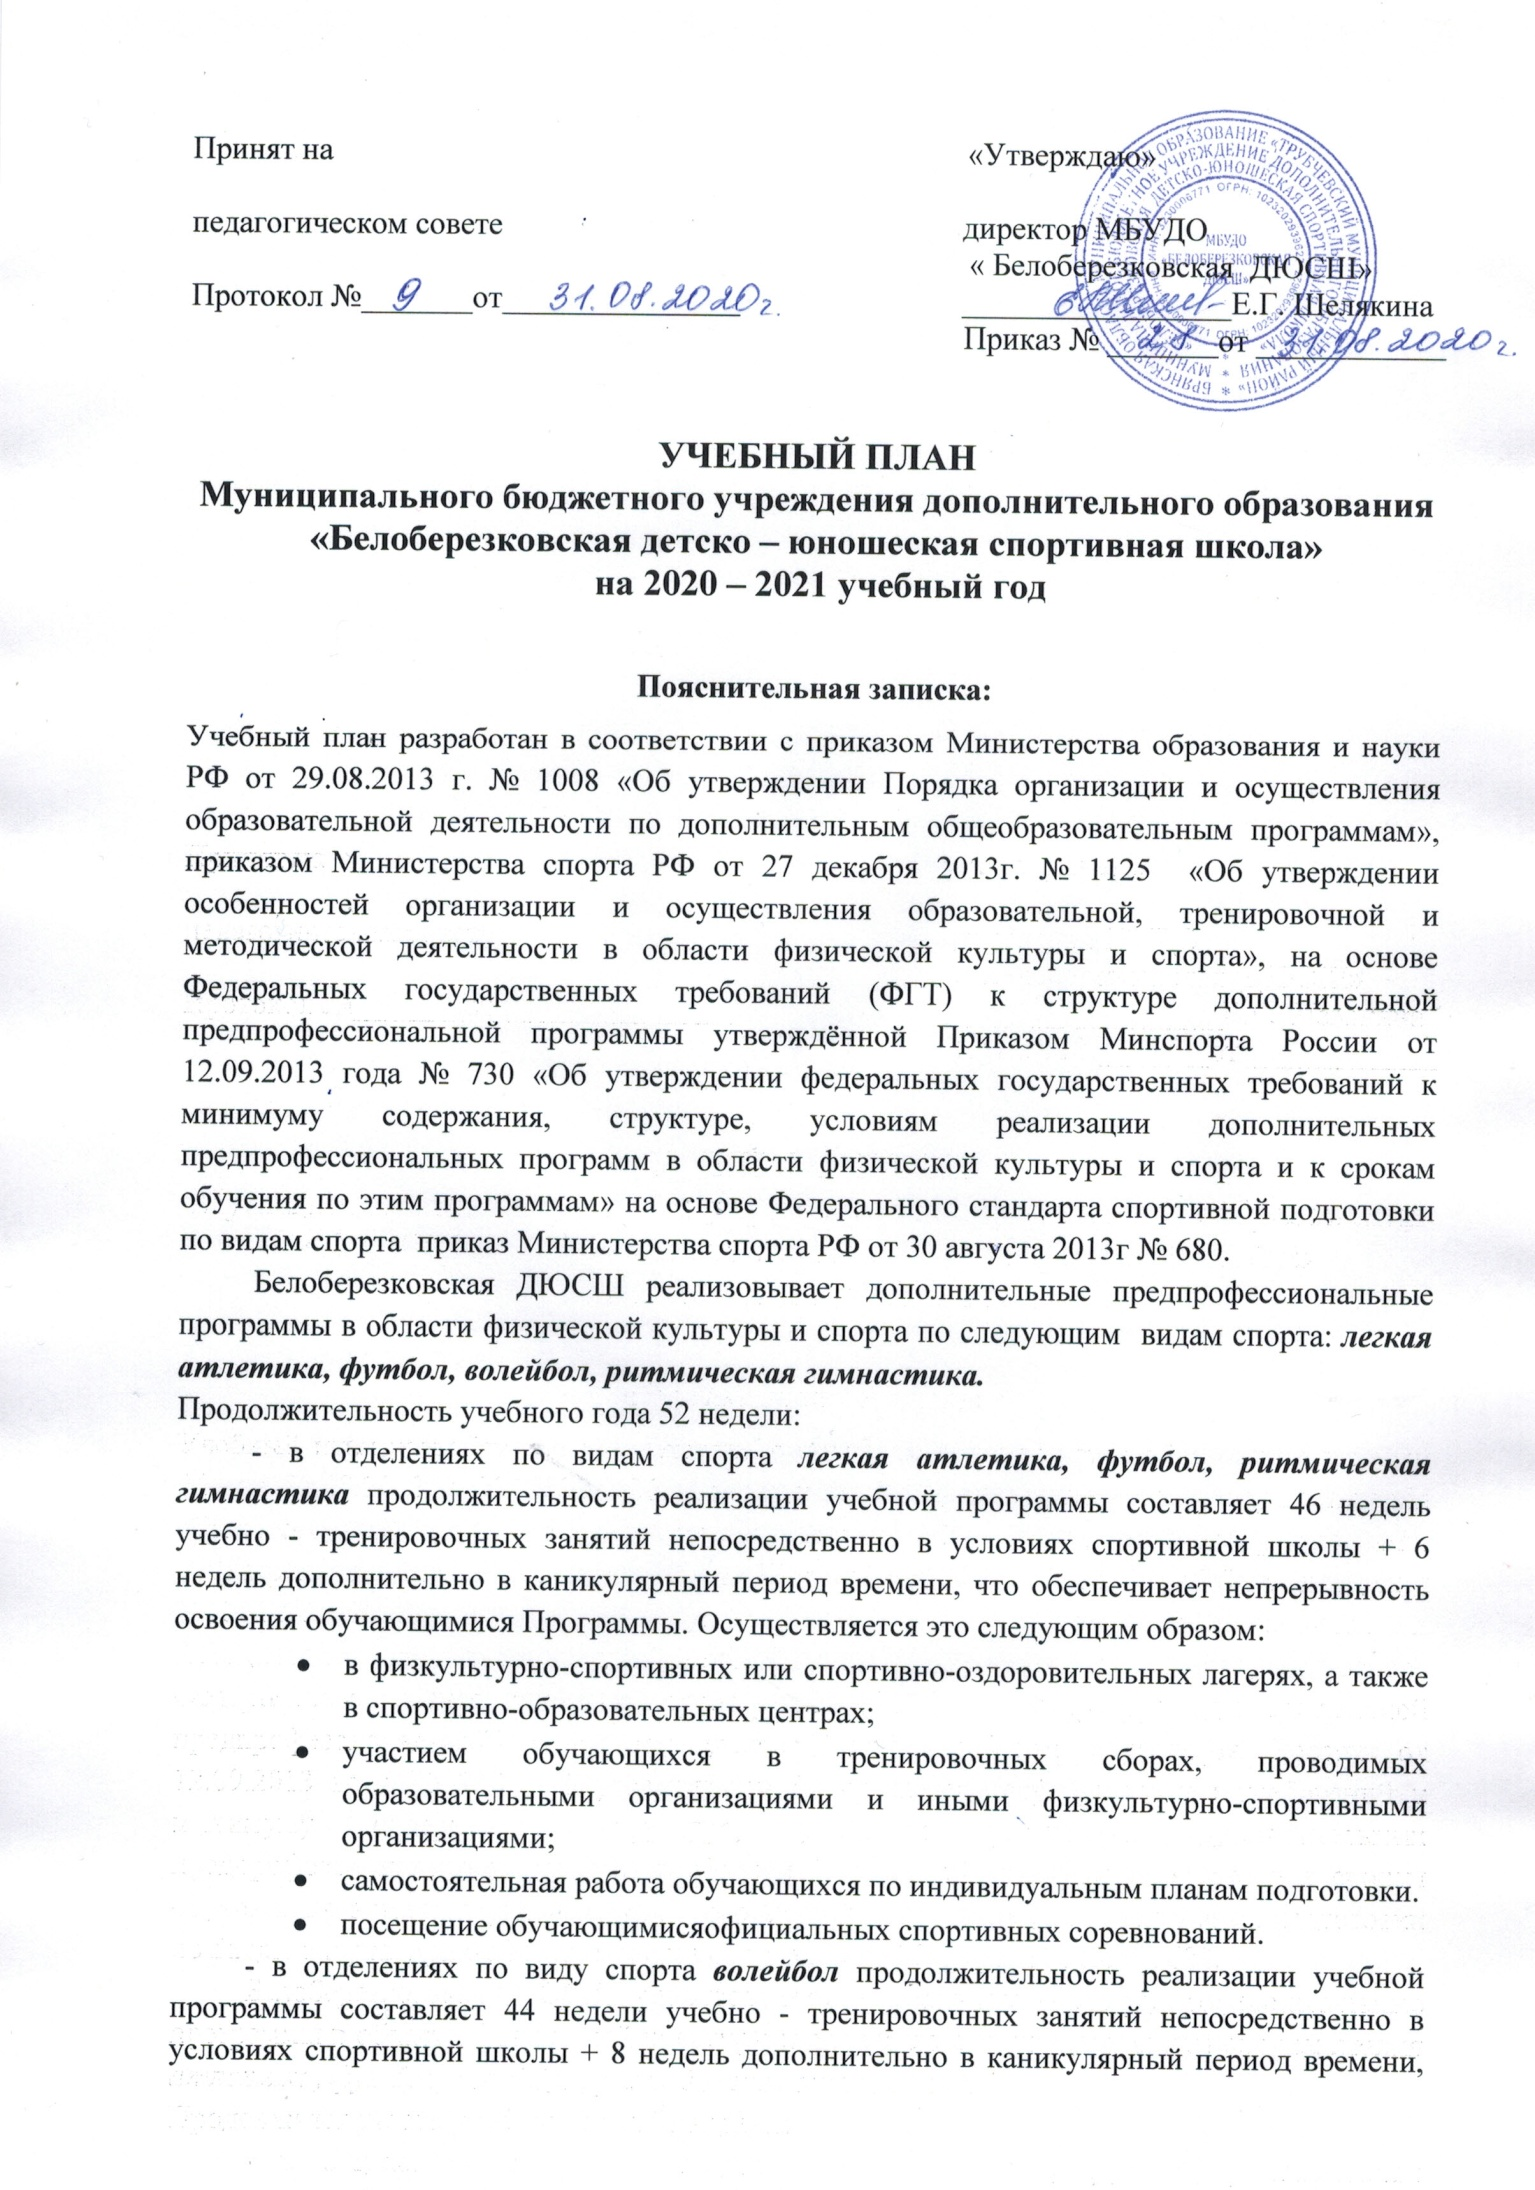 Принят на
педагогическом совете
Протокол №______9______от 31.08.2020г.
«Утверждаю»
директор МБУДО
« Белоберезковская ДЮСШ»
Е.Г. Шелякина
Приказ № от 31.08.2020г.
МБУДО
«БЕЛОБЕРЕЗКОВСКАЯ
ДЮСШ»
УЧЕБНЫЙ ПЛАН
Муниципального бюджетного учреждения дополнительного образования
«Белоберезковская детско – юношеская спортивная школа»
на 2020 – 2021 учебный год
Пояснительная записка:
Учебный план разработан в соответствии с приказом Министерства образования и науки
РФ от 29.08.2013 г. № 1008 «Об утверждении Порядка организации и осуществления
образовательной деятельности по дополнительным общеобразовательным программам»,
приказом Министерства спорта РФ от 27 декабря 2013г. № 1125 «Об утверждении
особенностей организации и осуществления образовательной, тренировочной и
методической деятельности в области физической культуры и спорта», на основе
Федеральных государственных требований (ФГТ) к структуре дополнительной
предпрофессиональной программы утверждённой Приказом Минспорта России от
12.09.2013 года № 730 «Об утверждении федеральных государственных требований к
минимуму содержания, структуре, условиям реализации дополнительных
предпрофессиональных программ в области физической культуры и спорта и к срокам
обучения по этим программам» на основе Федерального стандарта спортивной подготовки
по видам спорта приказ Министерства спорта РФ от 30 августа 2013г № 680.
Белоберезковская ДЮСШ реализовывает дополнительные предпрофессиональные
программы в области физической культуры и спорта по следующим видам спорта: легкая
атлетика, футбол, волейбол, ритмическая гимнастика.
Продолжительность учебного года 52 недели:
- в отделениях по видам спорта легкая атлетика, футбол, ритмическая
гимнастика продолжительность реализации учебной программы составляет 46 недель
учебно - тренировочных занятий непосредственно в условиях спортивной школы + 6
недель дополнительно в каникулярный период времени, что обеспечивает непрерывность
освоения обучающимися Программы. Осуществляется это следующим образом:
• в физкультурно-спортивных или спортивно-оздоровительных лагерях, а также
в спортивно-образовательных центрах;
• участием обучающихся в тренировочных сборах, проводимых
образовательными организациями и иными физкультурно-спортивными
организациями;
• самостоятельная работа обучающихся по индивидуальным планам подготовки.
• посещение обучающимисяофициальных спортивных соревнований.
- в отделениях по виду спорта волейбол продолжительность реализации учебной
программы составляет 44 недели учебно - тренировочных занятий непосредственно в
условиях спортивной школы + 8 недель дополнительно в каникулярный период времени,